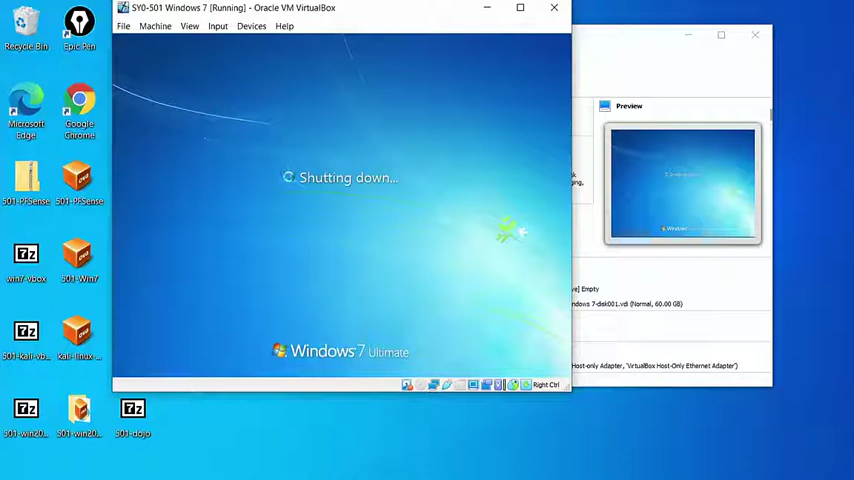 SY0-501 Windows 7 [Running] - Oracle VM VirtualBox
File Machine View Input Devices Help
Recycle Bin
Epic Pen
Microsoft Edge
Google Chrome
501-PFSense
501-PFSense
win7-vbox
501-Win7
501-kali-vb...
kali-linux-...
501-win20...
501-win20...
501-dojo
Shutting down...
Windows 7 Ultimate
Right Ctrl
Preview
Empty
ndows 7-disk001.vdi (Normal, 60.00 GB)
Host-only Adapter, 'VirtualBox Host-Only Ethernet Adapter')